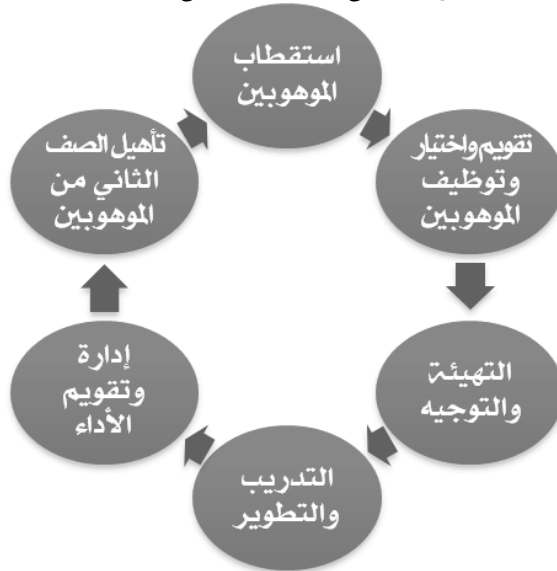 استقطاب
الموهوبين
تقويم واختيار
وتوظيف
الموهوبين
التهيئة
والتوجيه
التدريب
والتطوير
إدارة
وتقويم
الأداء
تأهيل الصف
الثاني من
الموهوبين